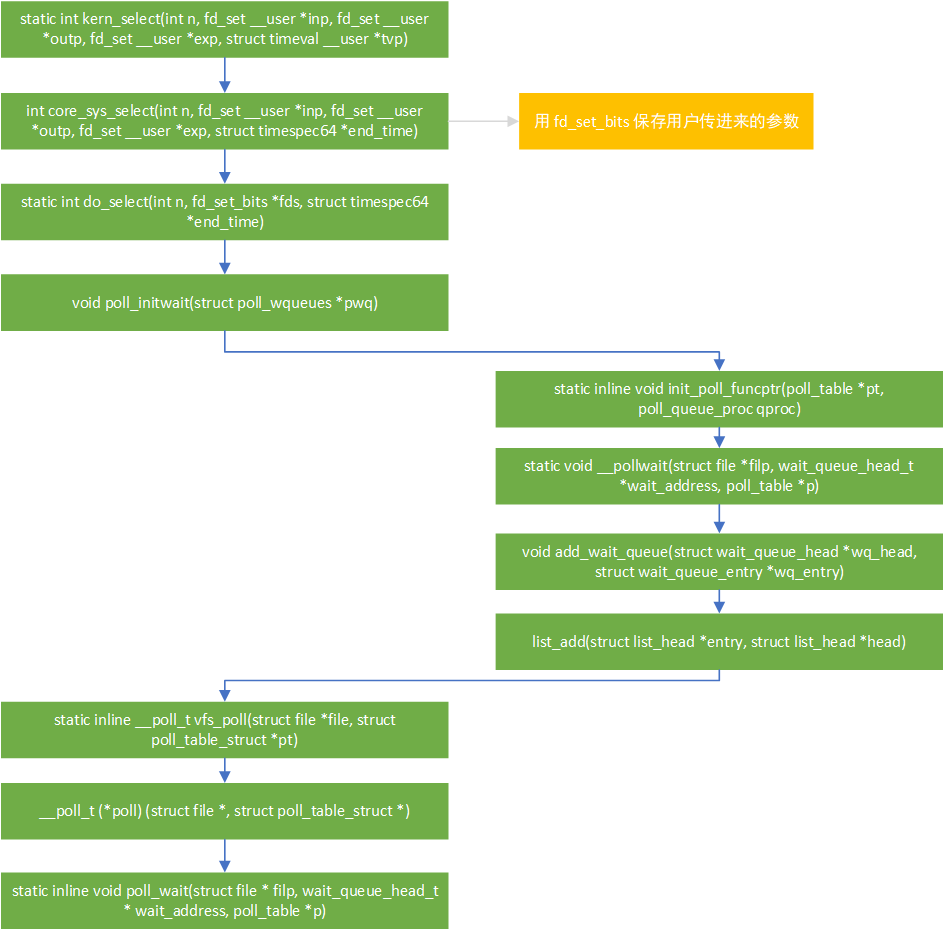 static int kern_select(int n, fd_set __user *inp, fd_set __user
*outp, fd_set __user *exp, struct timeval __user *tvp)
int core_sys_select(int n, fd_set __user *inp, fd_set __user
*outp, fd_set __user *exp, struct timespec64 *end_time)
用 fd_set_bits 保存用户传进来的参数
static int do_select(int n, fd_set_bits *fds, struct timespec64
*end_time)
void poll_initwait(struct poll_wqueues *pwq)
static inline void init_poll_funcptr(poll_table *pt,
poll_queue_proc qproc)
static void __pollwait(struct file *filp, wait_queue_head_t
*wait_address, poll_table *p)
void add_wait_queue(struct wait_queue_head *wq_head,
struct wait_queue_entry *wq_entry)
list_add(struct list_head *entry, struct list_head *head)
static inline __poll_t vfs_poll(struct file *file, struct
poll_table_struct *pt)
__poll_t (*poll) (struct file *, struct poll_table_struct *)
static inline void poll_wait(struct file * filp, wait_queue_head_t
* wait_address, poll_table *p)